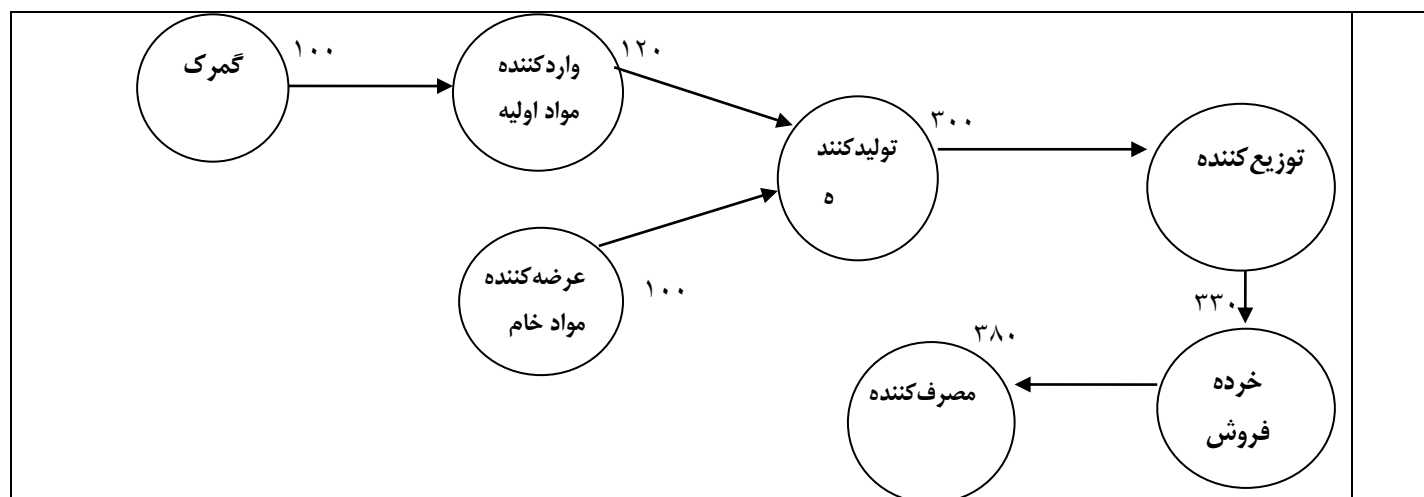 گمرک
۱۰۰
واردکننده
مواد اولیه
۱۲۰
تولیدکنند
ه
۳۰۰
توزیع‌کننده
عرضه‌کننده
مواد خام
۱۰۰
۳۳۰
خرده
فروش
۳۸۰
مصرف‌کننده